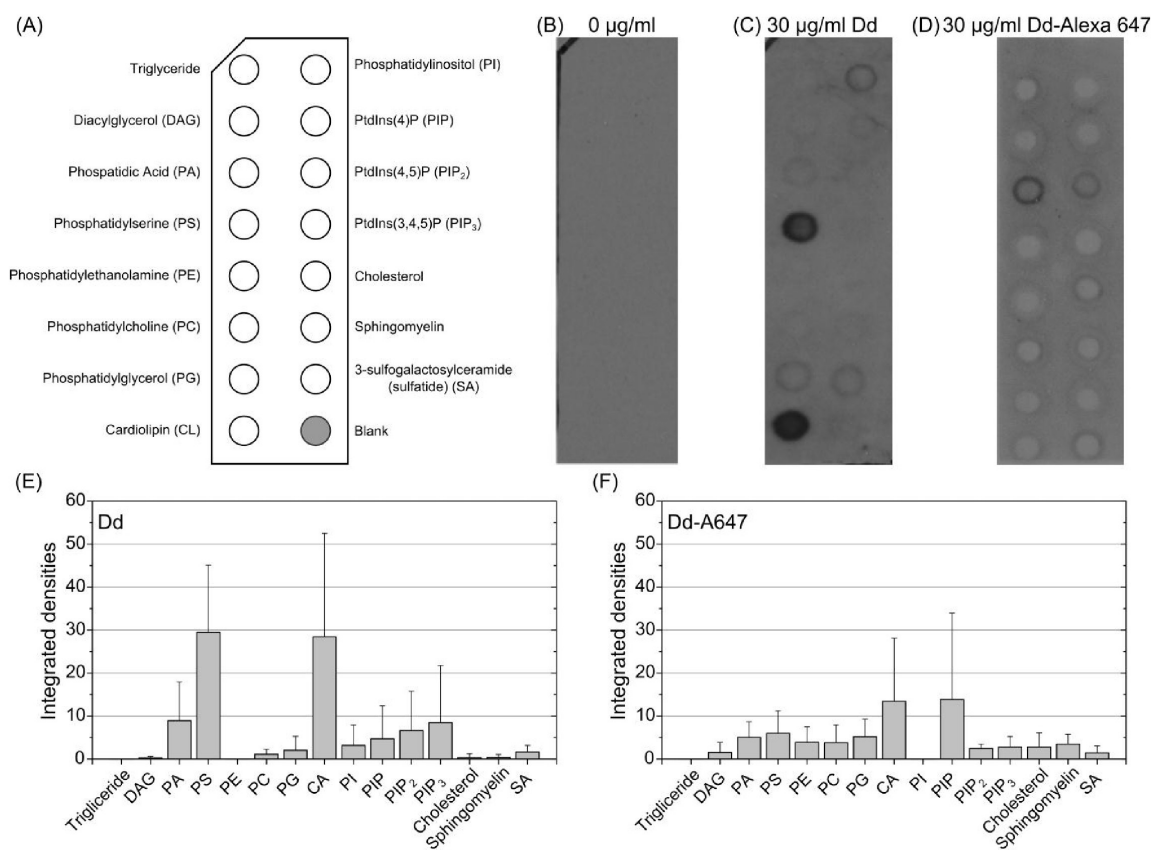 (A)
Triglyceride
Phosphatidylinositol (PI)
Diacylglycerol (DAG)
PtdIns(4)P (PIP)
Phospatidic Acid (PA)
PtdIns(4,5)P (PIP₂)
Phosphatidylserine (PS)
PtdIns(3,4,5)P (PIP₃)
Phosphatidylethanolamine (PE)
Cholesterol
Phosphatidylcholine (PC)
Sphingomyelin
Phosphatidylglycerol (PG)
3-sulfogalactosylceramide
(sulfatide) (SA)
Cardiolipin (CL)
Blank
(B) 0 µg/ml
(C) 30 µg/ml Dd
(D) 30 µg/ml Dd-Alexa 647
(E)
Dd
Integrated densities
60
50
40
30
20
10
0
Trigliceride
DAG
PA
PS
PE
PC
PG
CA
PI
PIP
PIP₂
PIP₃
Cholesterol
Sphingomyelin
SA
(F)
Dd-A647
Integrated densities
60
50
40
30
20
10
0
Trigliceride
DAG
PA
PS
PE
PC
PG
CA
PI
PIP
PIP₂
PIP₃
Cholesterol
Sphingomyelin
SA